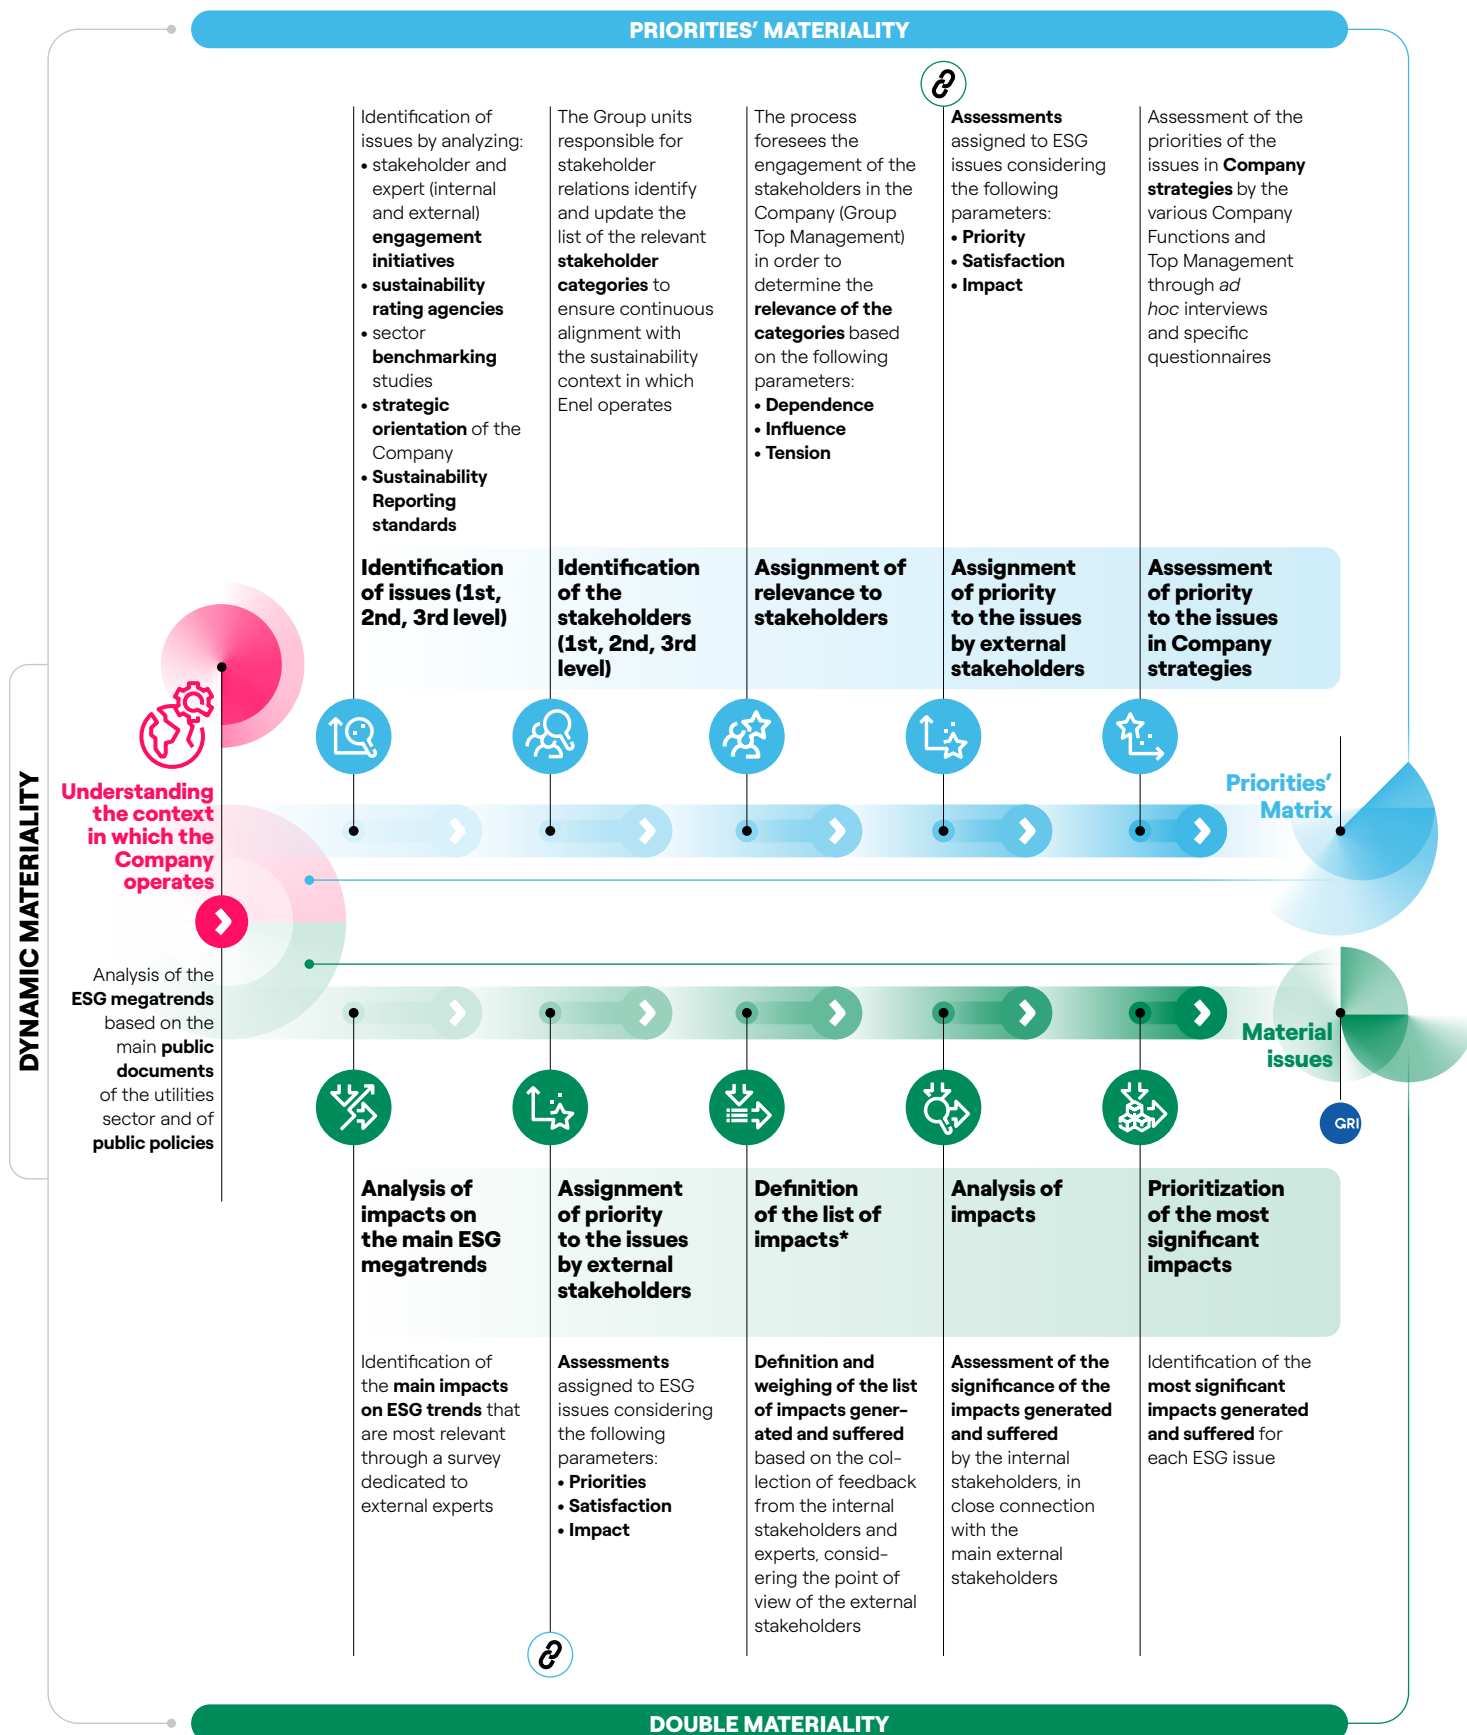 PRIORITIES' MATERIALITY
Identification of
issues by analyzing:
• stakeholder and
expert (internal
and external)
engagement
initiatives
• sustainability
rating agencies
• sector
benchmarking
studies
• strategic
orientation of the
Company
• Sustainability
Reporting
standards
The Group units
responsible for
stakeholder
relations identify
and update the
list of the relevant
stakeholder
categories to
ensure continuous
alignment with
the sustainability
context in which
Enel operates
The process
foresees the
engagement of the
stakeholders in the
Company (Group
Top Management)
in order to
determine the
relevance of the
categories based
on the following
parameters:
• Dependence
• Influence
• Tension
Assessments
assigned to ESG
issues considering
the following
parameters:
• Priority
• Satisfaction
• Impact
Assessment of the
priorities of the
issues in Company
strategies by the
various Company
Functions and
Top Management
through ad
hoc interviews
and specific
questionnaires
Identification
of issues (1st,
2nd, 3rd level)
Identification
of the
stakeholders
(1st, 2nd, 3rd
level)
Assignment of
relevance to
stakeholders
Assignment
of priority
to the issues
by external
stakeholders
Assessment
of priority
to the issues
in Company
strategies
DYNAMIC MATERIALITY
Understanding
the context
in which the
Company
operates
Priorities'
Matrix
Analysis of the
ESG megatrends
based on the
main public
documents
of the utilities
sector and of
public policies
Material
issues
GRI
Analysis of
impacts on
the main ESG
megatrends
Assignment
of priority
to the issues
by external
stakeholders
Definition
of the list of
impacts*
Analysis of
impacts
Prioritization
of the most
significant
impacts
Identification of
the main impacts
on ESG trends that
are most relevant
through a survey
dedicated to
external experts
Assessments
assigned to ESG
issues considering
the following
parameters:
• Priorities
• Satisfaction
• Impact
Definition and
weighing of the list
of impacts gener-
ated and suffered
based on the col-
lection of feedback
from the internal
stakeholders and
experts, consid-
ering the point of
view of the external
stakeholders
Assessment of the
significance of the
impacts generated
and suffered
by the internal
stakeholders, in
close connection
with the
main external
stakeholders
Identification of the
most significant
impacts generated
and suffered for
each ESG issue
DOUBLE MATERIALITY